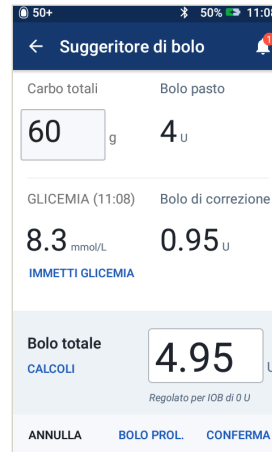 50+ 50% 11:08
Suggeritore di bolo
1
Carbo totali Bolo pasto
60 g 4 U
GLICEMIA (11:08) Bolo di correzione
8.3 mmol/L 0.95 U
IMMETTI GLICEMIA
Bolo totale
4.95 U
CALCOLI
Regolato per IOB di 0 U
ANNULLA BOLO PROL. CONFERMA